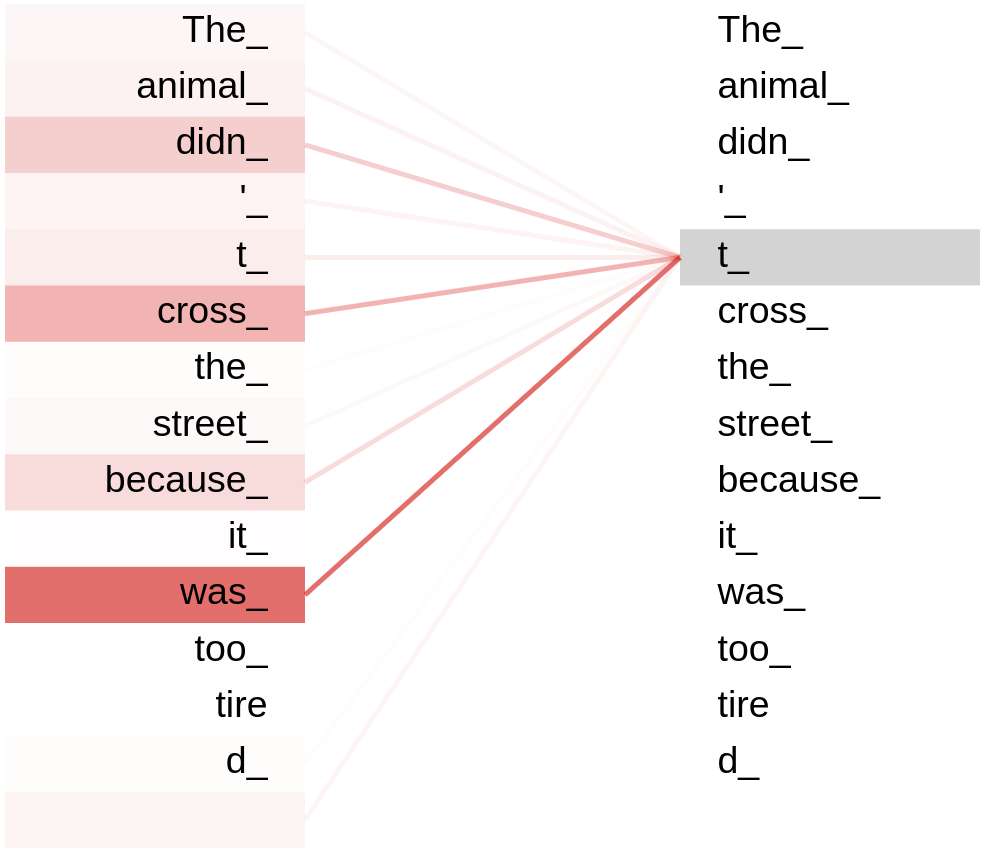 The_ The_
animal_ animal_
didn_ didn_
'_ '_
t_ t_
cross_ cross_
the_ the_
street_ street_
because_ because_
it_ it_
was_ was_
too_ too_
tire tire
d_ d_